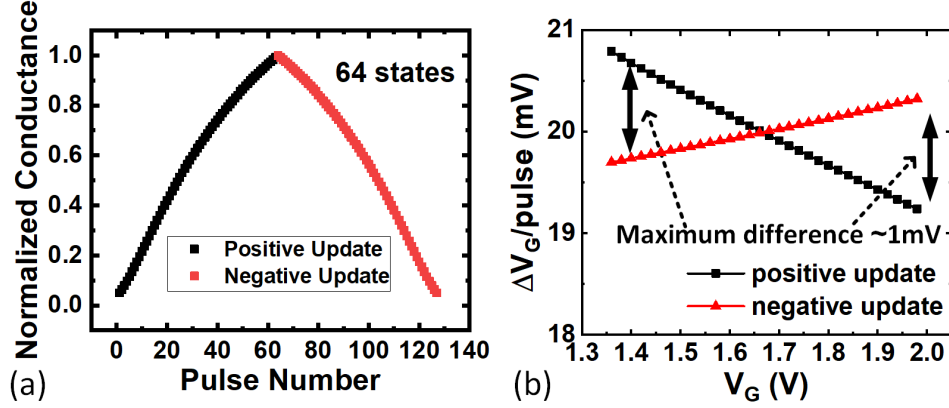 Normalized Conductance
1.0
0.8
0.6
0.4
0.2
0.0
64 states
Positive Update
Negative Update
0 20 40 60 80 100 120 140
Pulse Number
(a)
ΔV_G/pulse (mV)
21
20
19
18
Maximum difference ~1mV
positive update
negative update
1.3 1.4 1.5 1.6 1.7 1.8 1.9 2.0
V_G (V)
(b)